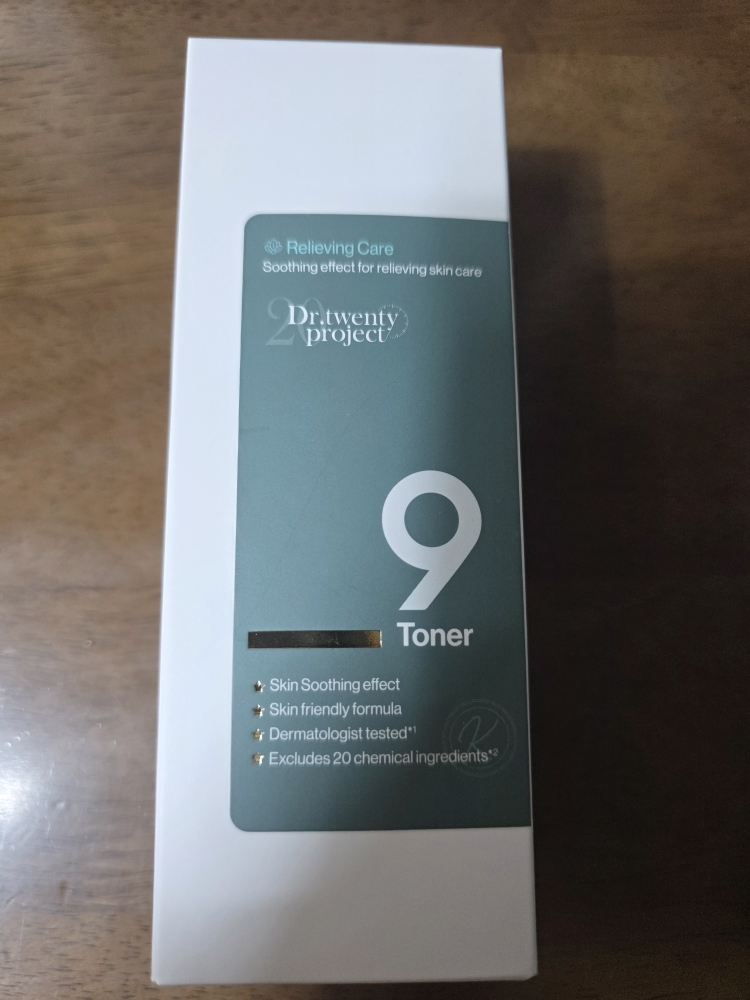 Relieving Care
Soothing effect for relieving skin care
20
Dr.twenty
project
9
Toner
Skin Soothing effect
Skin friendly formula
Dermatologist tested*1
Excludes 20 chemical ingredients*2
K